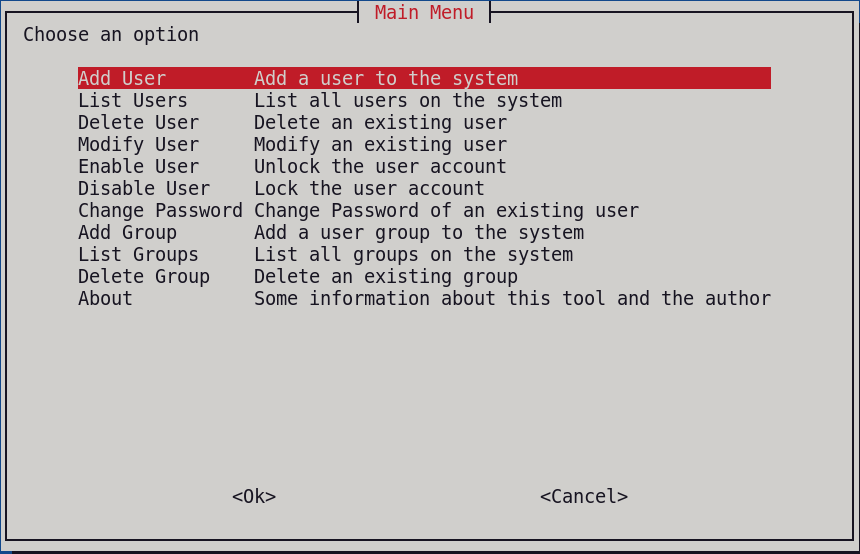 Main Menu
Choose an option
Add User Add a user to the system
List Users List all users on the system
Delete User Delete an existing user
Modify User Modify an existing user
Enable User Unlock the user account
Disable User Lock the user account
Change Password Change Password of an existing user
Add Group Add a user group to the system
List Groups List all groups on the system
Delete Group Delete an existing group
About Some information about this tool and the author
<Ok> <Cancel>